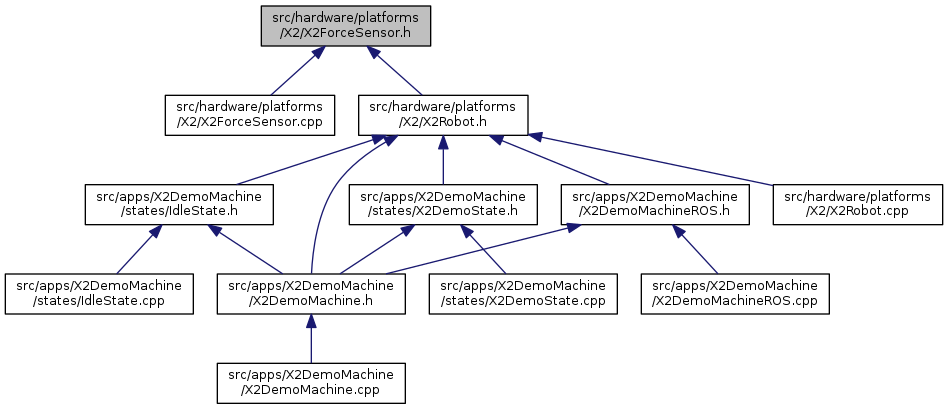 src/hardware/platforms
/X2/X2ForceSensor.h
src/hardware/platforms
/X2/X2ForceSensor.cpp
src/hardware/platforms
/X2/X2Robot.h
src/apps/X2DemoMachine
/states/IdleState.h
src/apps/X2DemoMachine
/states/X2DemoState.h
src/apps/X2DemoMachine
/X2DemoMachineROS.h
src/hardware/platforms
/X2/X2Robot.cpp
src/apps/X2DemoMachine
/states/IdleState.cpp
src/apps/X2DemoMachine
/X2DemoMachine.h
src/apps/X2DemoMachine
/states/X2DemoState.cpp
src/apps/X2DemoMachine
/X2DemoMachineROS.cpp
src/apps/X2DemoMachine
/X2DemoMachine.cpp